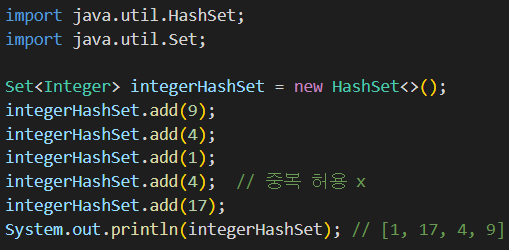 import java.util.HashSet;
import java.util.Set;
Set<Integer> integerHashSet = new HashSet<>();
integerHashSet.add(9);
integerHashSet.add(4);
integerHashSet.add(1);
integerHashSet.add(4);  // 중복 허용 x
integerHashSet.add(17);
System.out.println(integerHashSet); // [1, 17, 4, 9]